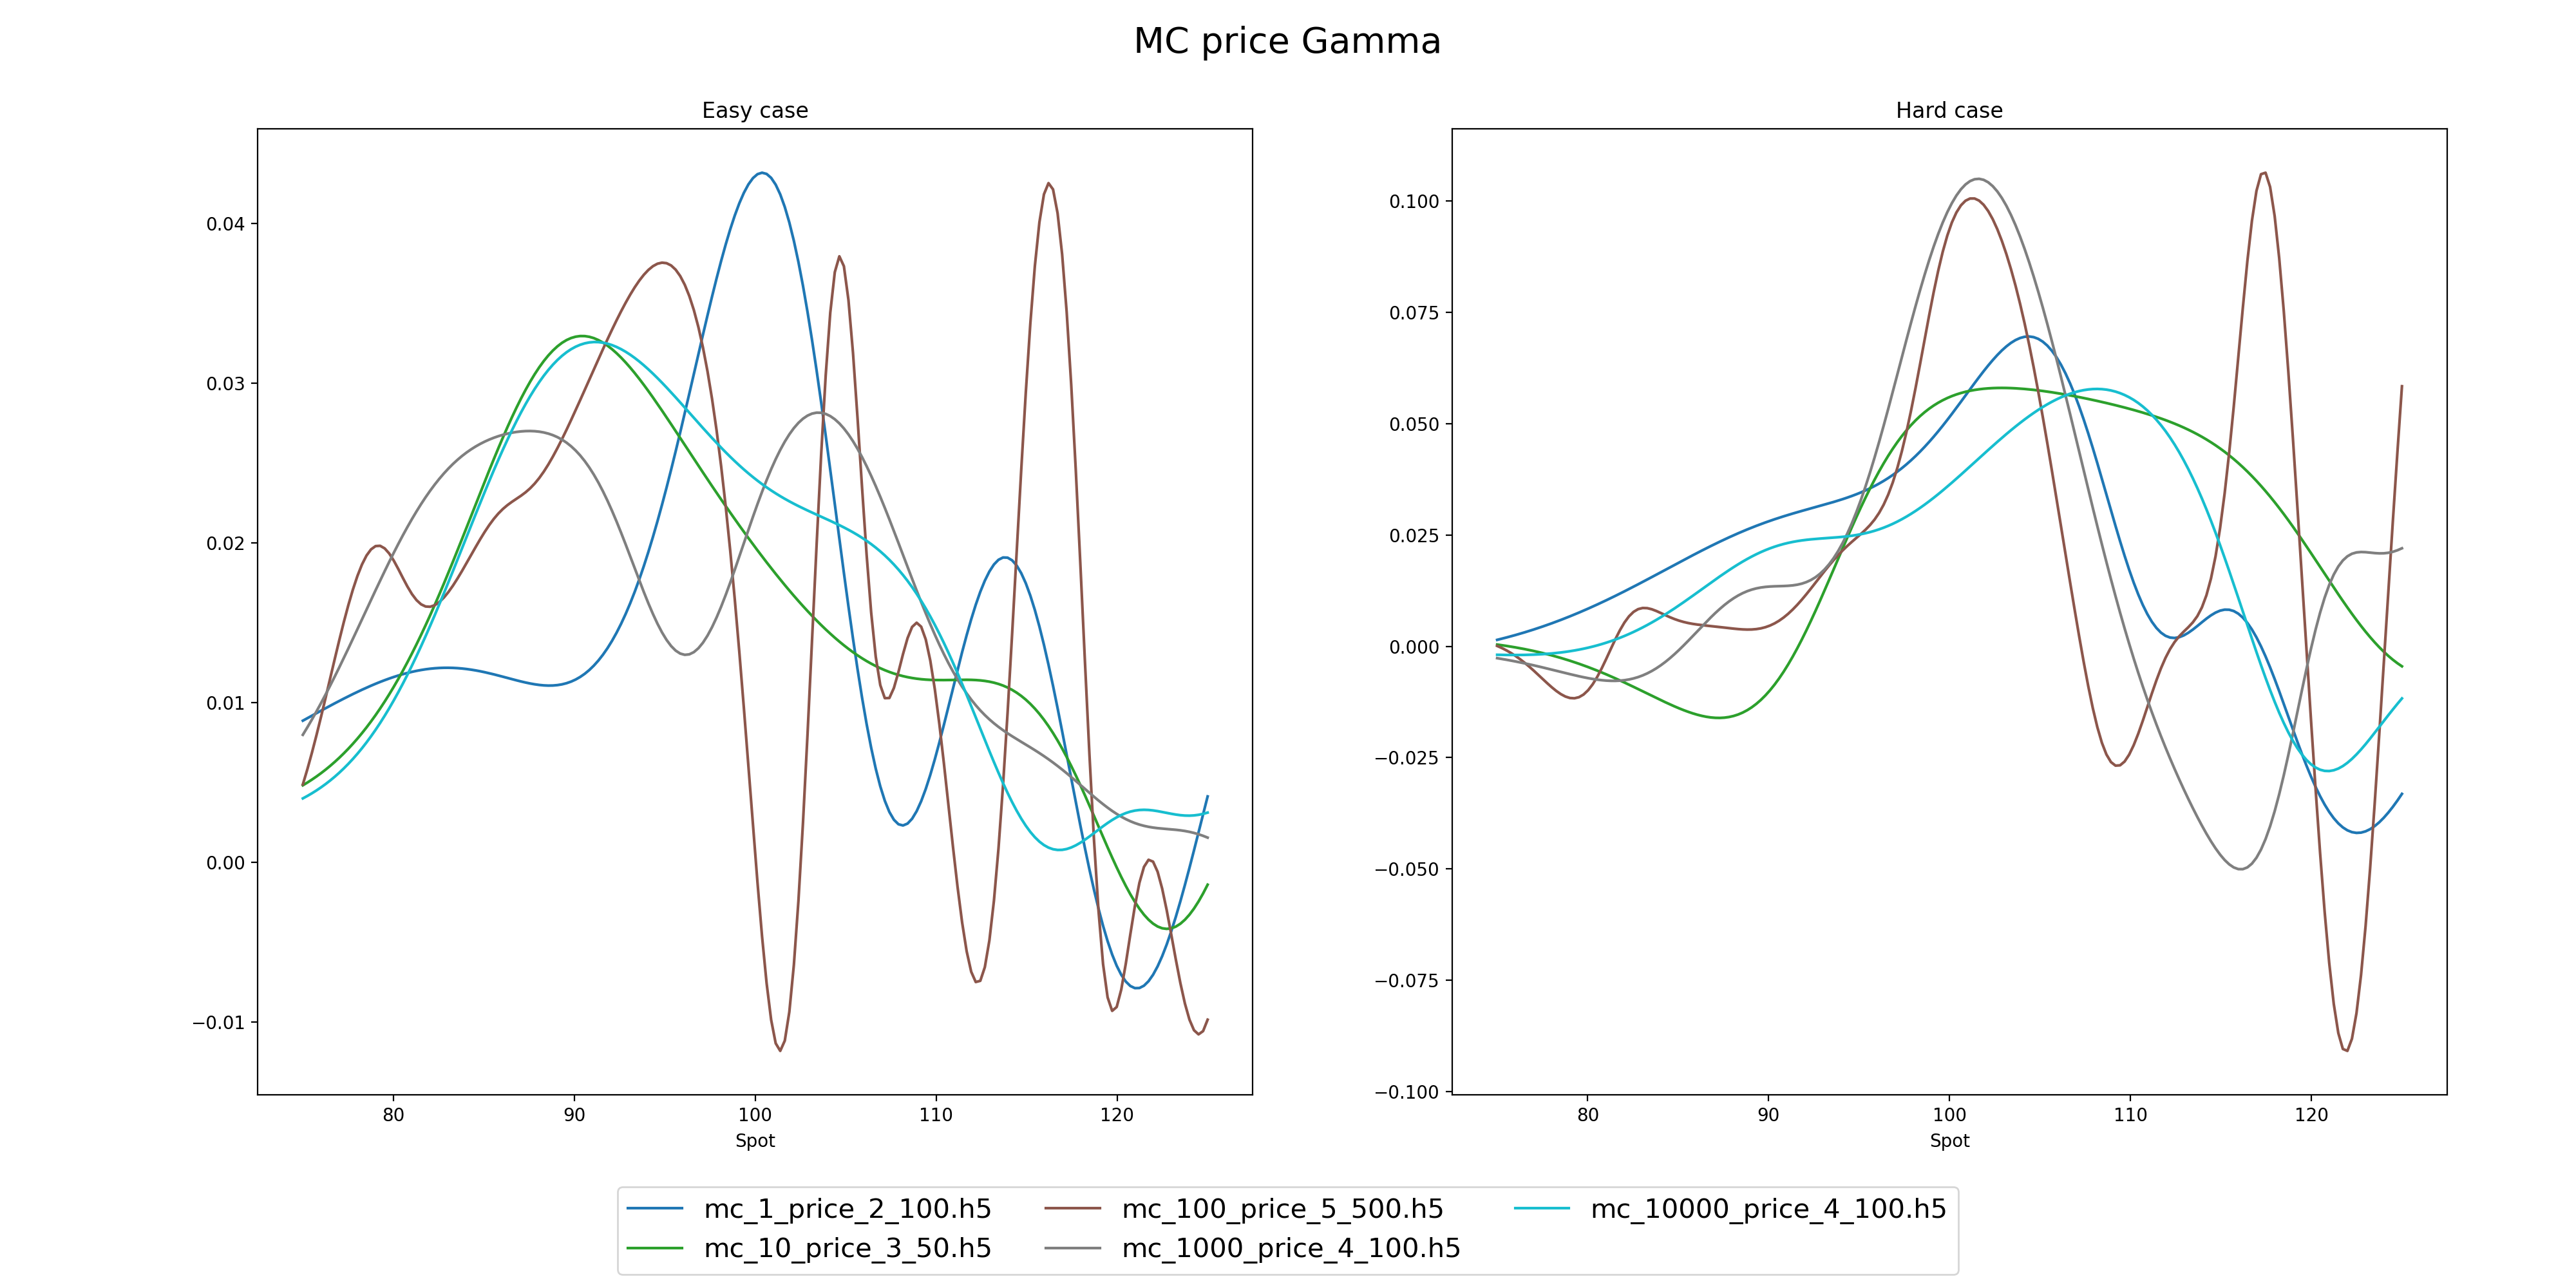 MC price Gamma
Easy case
0.04
0.03
0.02
0.01
0.00
−0.01
80 90 100 110 120
Spot
Hard case
0.100
0.075
0.050
0.025
0.000
−0.025
−0.050
−0.075
−0.100
80 90 100 110 120
Spot
mc_1_price_2_100.h5 mc_100_price_5_500.h5 mc_10000_price_4_100.h5
mc_10_price_3_50.h5 mc_1000_price_4_100.h5